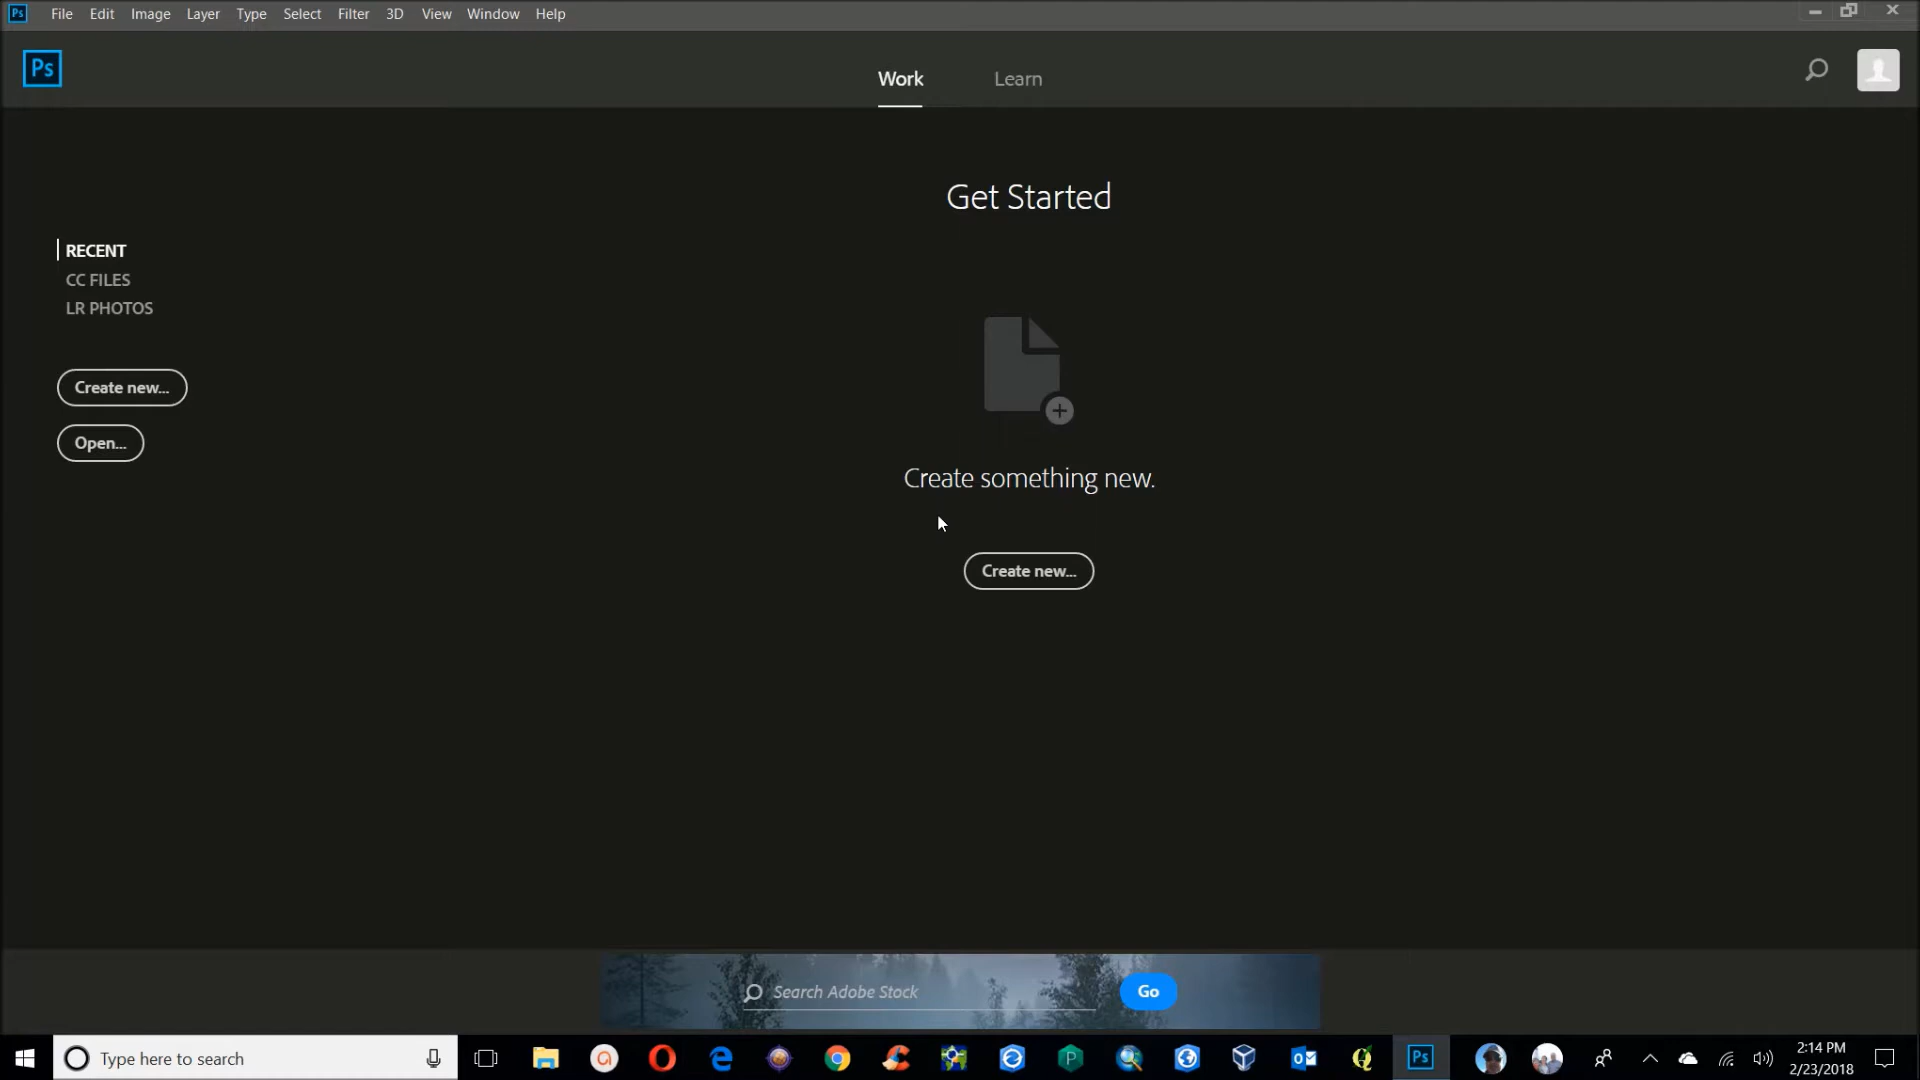 Ps File Edit Image Layer Type Select Filter 3D View Window Help
Ps Work Learn
Get Started
RECENT
CC FILES
LR PHOTOS
Create new...
Open...
Create something new.
Create new...
Search Adobe Stock Go
Type here to search
Ps
2:14 PM
2/23/2018